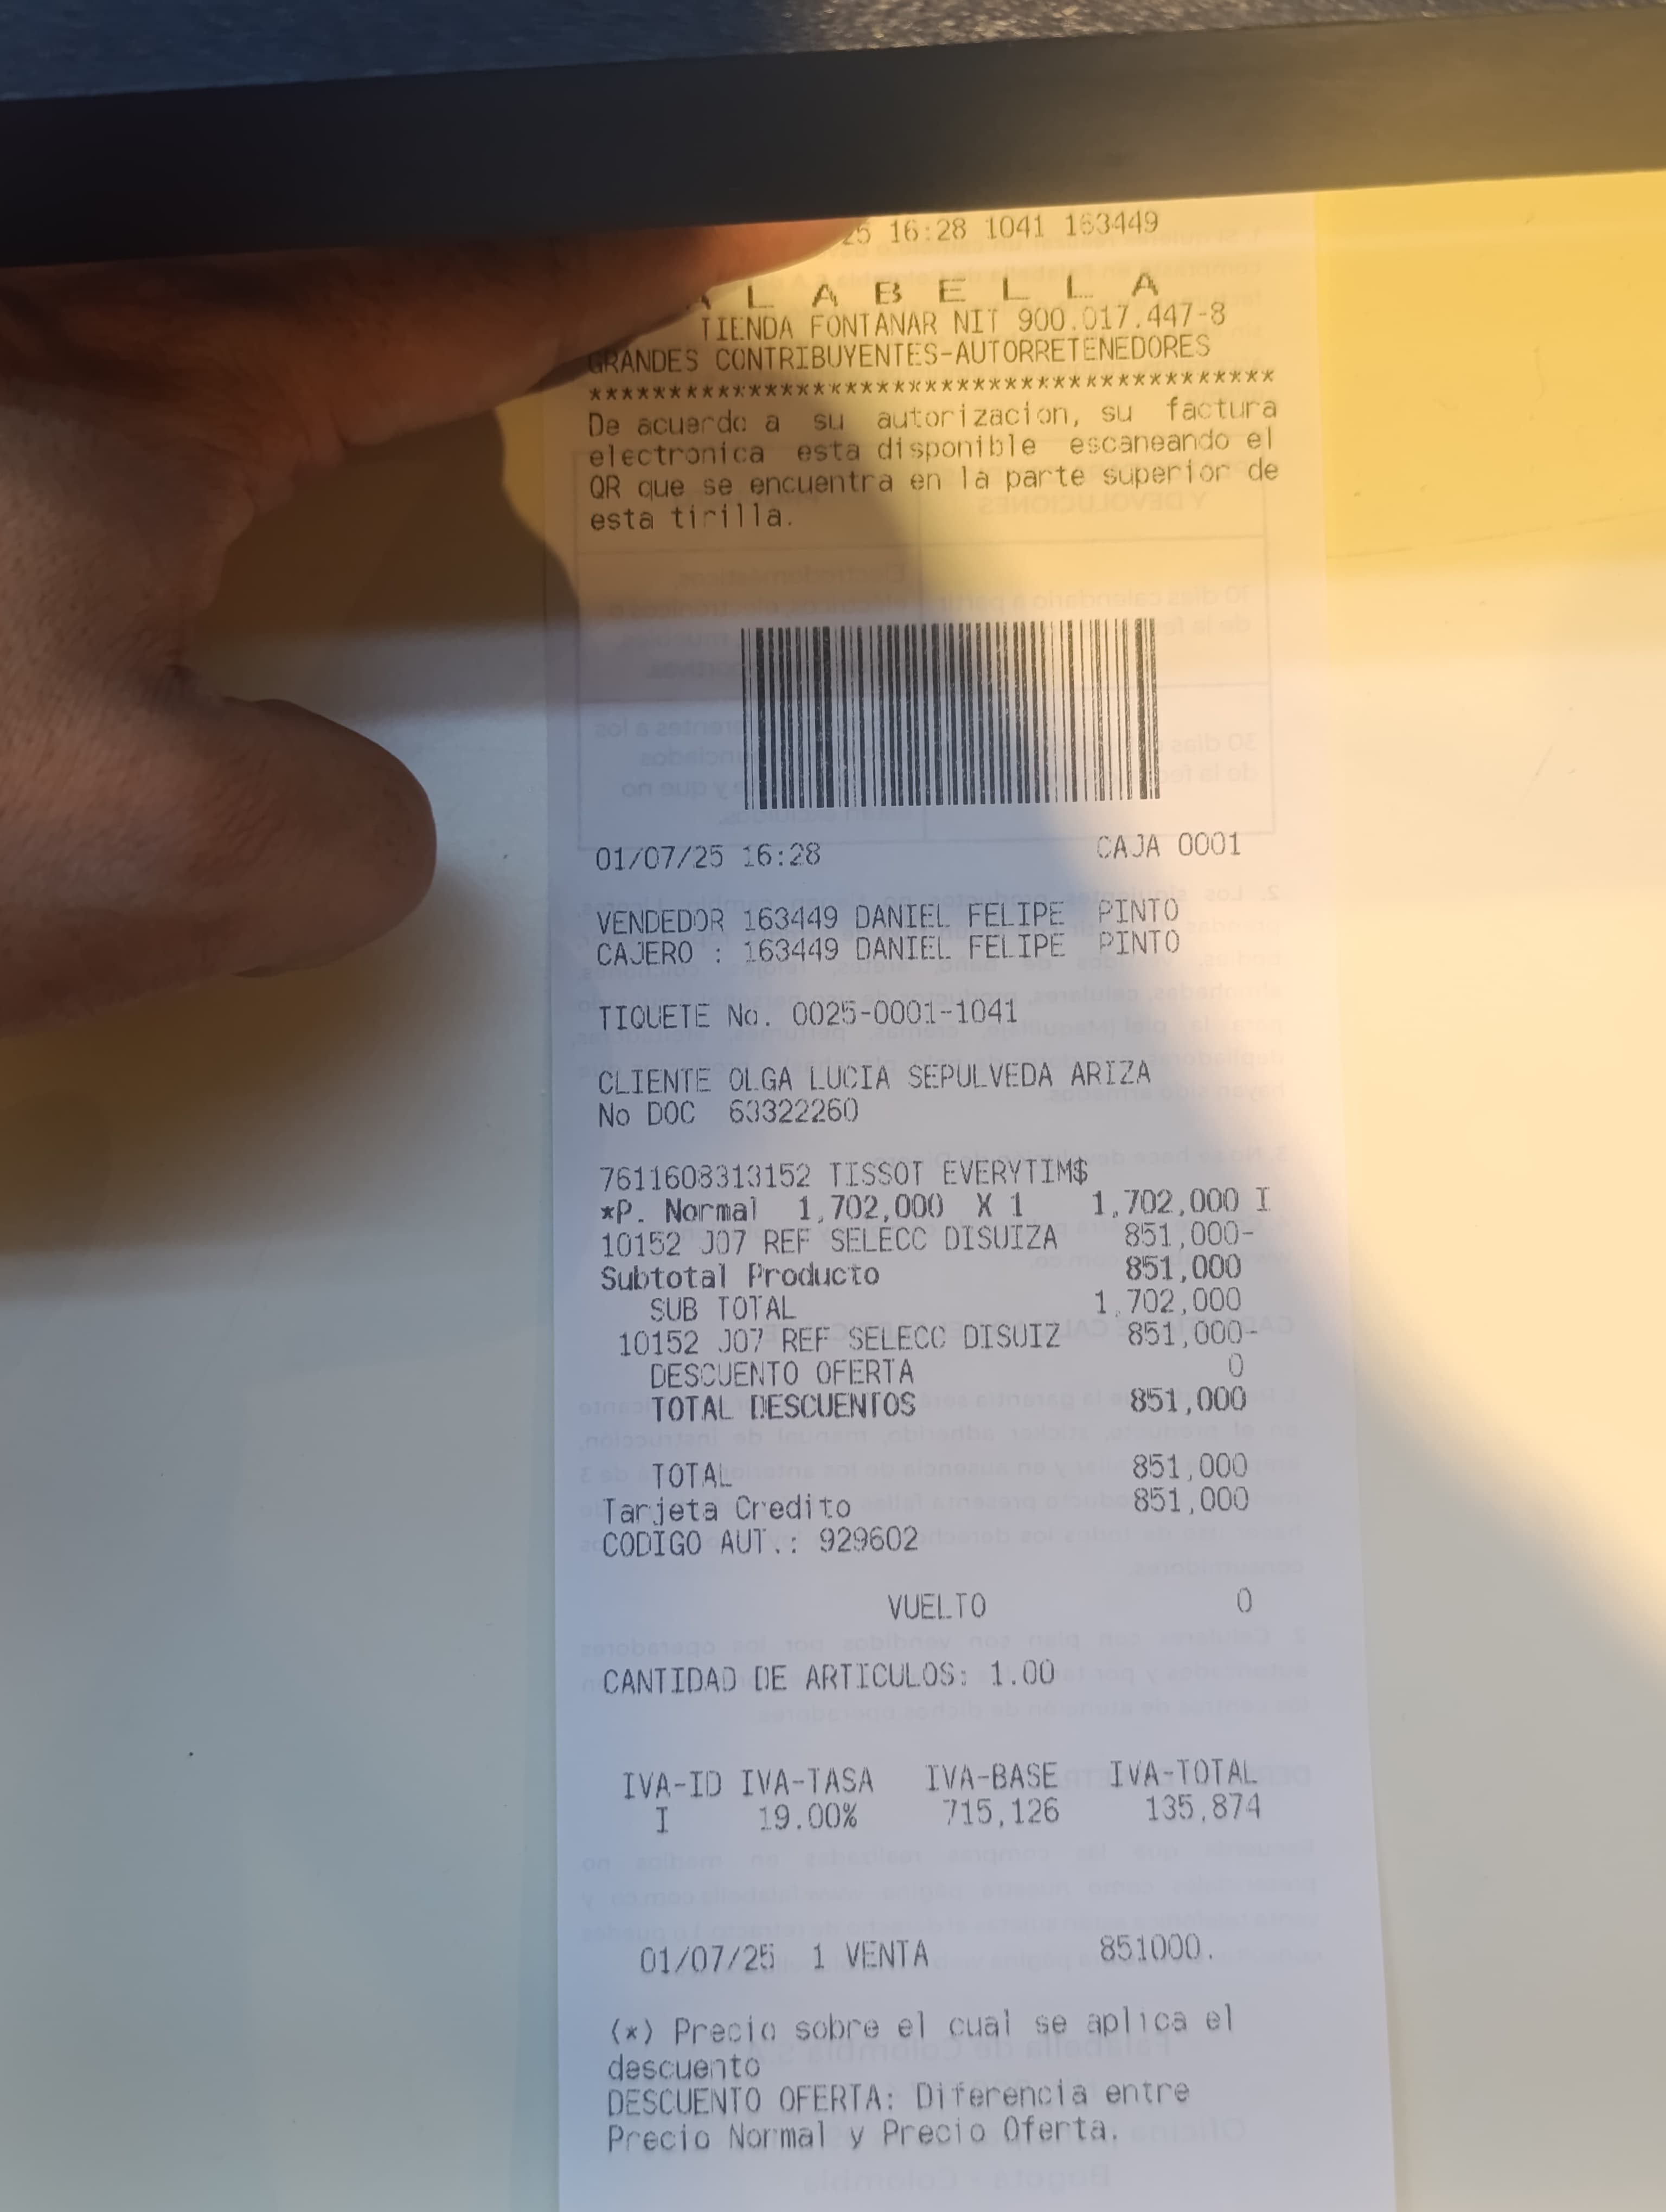 25 16:28 1041 163449
A L A B E L L A
TIENDA FONTANAR NIT 900.017.447-8
GRANDES CONTRIBUYENTES-AUTORRETENEDORES
*******************************************
De acuerdo a su autorizacion, su factura
electronica esta disponible escaneando el
QR que se encuentra en la parte superior de
esta tirilla.
01/07/25 16:28 CAJA 0001
VENDEDOR 163449 DANIEL FELIPE PINTO
CAJERO : 163449 DANIEL FELIPE PINTO
TIQUETE No. 0025-0001-1041
CLIENTE OLGA LUCIA SEPULVEDA ARIZA
No DOC 63322260
7611608313152 TISSOT EVERYTIM$
*P. Normal 1,702,000 X 1 1,702,000 I
10152 J07 REF SELECC DISUIZA 851,000-
Subtotal Producto 851,000
SUB TOTAL 1,702,000
10152 J07 REF SELECC DISUIZ 851,000-
DESCUENTO OFERTA 0
TOTAL DESCUENTOS 851,000
TOTAL 851,000
Tarjeta Credito 851,000
CODIGO AUT.: 929602
VUELTO 0
CANTIDAD DE ARTICULOS: 1.00
IVA-ID IVA-TASA IVA-BASE IVA-TOTAL
I 19.00% 715,126 135,874
01/07/25 1 VENTA 851000.
(*) Precio sobre el cual se aplica el
descuento
DESCUENTO OFERTA: Diferencia entre
Precio Normal y Precio Oferta.